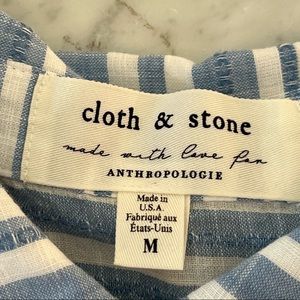 cloth & stone
made with love for
ANTHROPOLOGIE
Made in
U.S.A.
Fabriqué aux
États-Unis
M